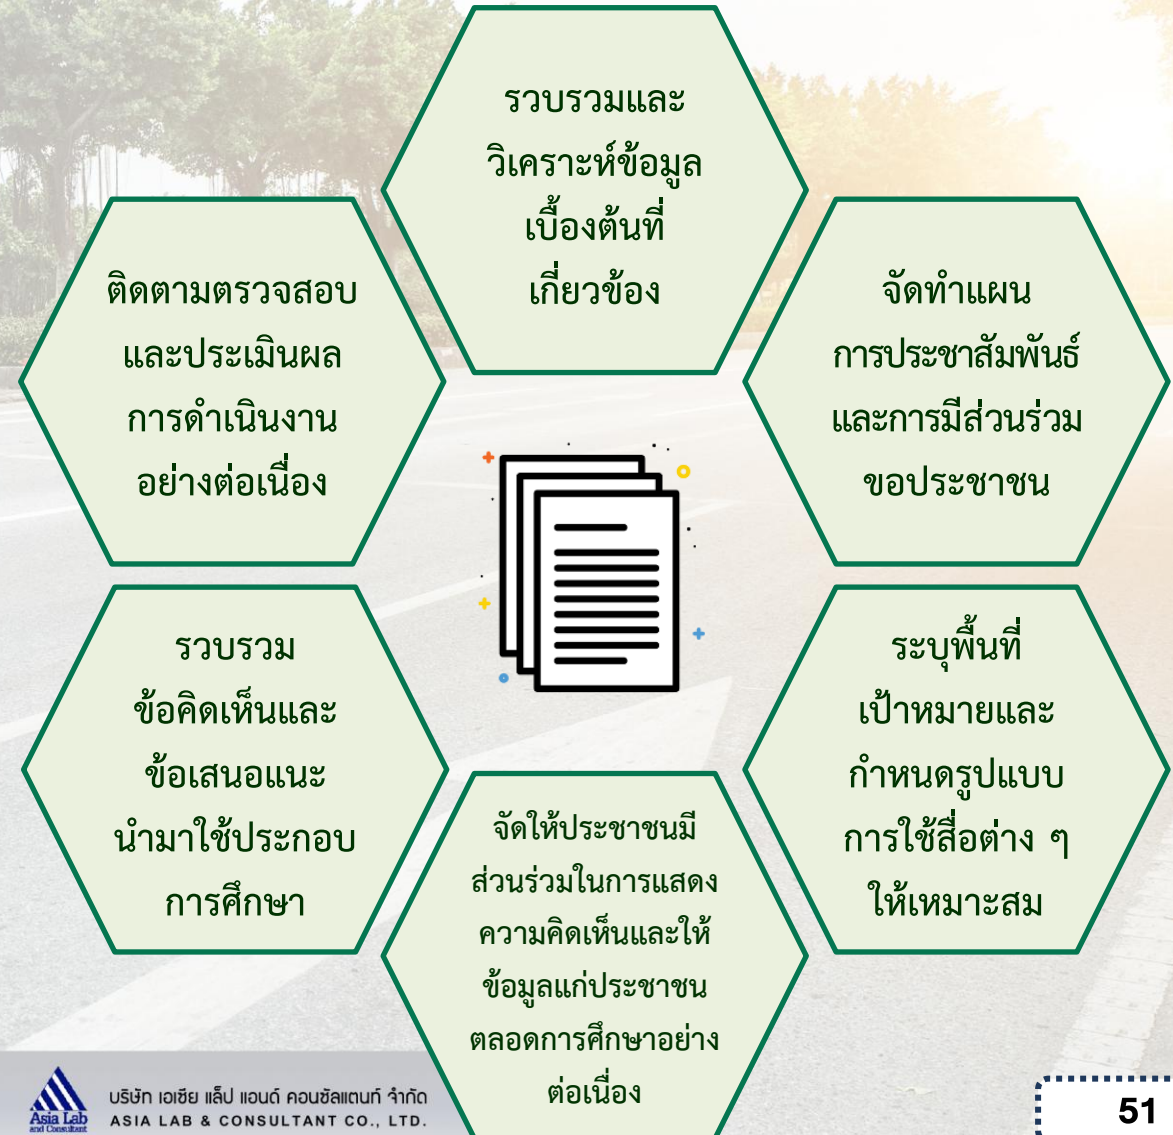 รวบรวมและ
วิเคราะห์ข้อมูล
เบื้องต้นที่
เกี่ยวข้อง
จัดทำแผน
การประชาสัมพันธ์
และการมีส่วนร่วม
ขอประชาชน
ระบุพื้นที่
เป้าหมายและ
กำหนดรูปแบบ
การใช้สื่อต่าง ๆ
ให้เหมาะสม
จัดให้ประชาชนมี
ส่วนร่วมในการแสดง
ความคิดเห็นและให้
ข้อมูลแก่ประชาชน
ตลอดการศึกษาอย่าง
ต่อเนื่อง
รวบรวม
ข้อคิดเห็นและ
ข้อเสนอแนะ
นำมาใช้ประกอบ
การศึกษา
ติดตามตรวจสอบ
และประเมินผล
การดำเนินงาน
อย่างต่อเนื่อง
Asia Lab
and Consultant
บริษัท เอเซีย แล็ป แอนด์ คอนซัลแตนท์ จำกัด
ASIA LAB & CONSULTANT CO., LTD.
51